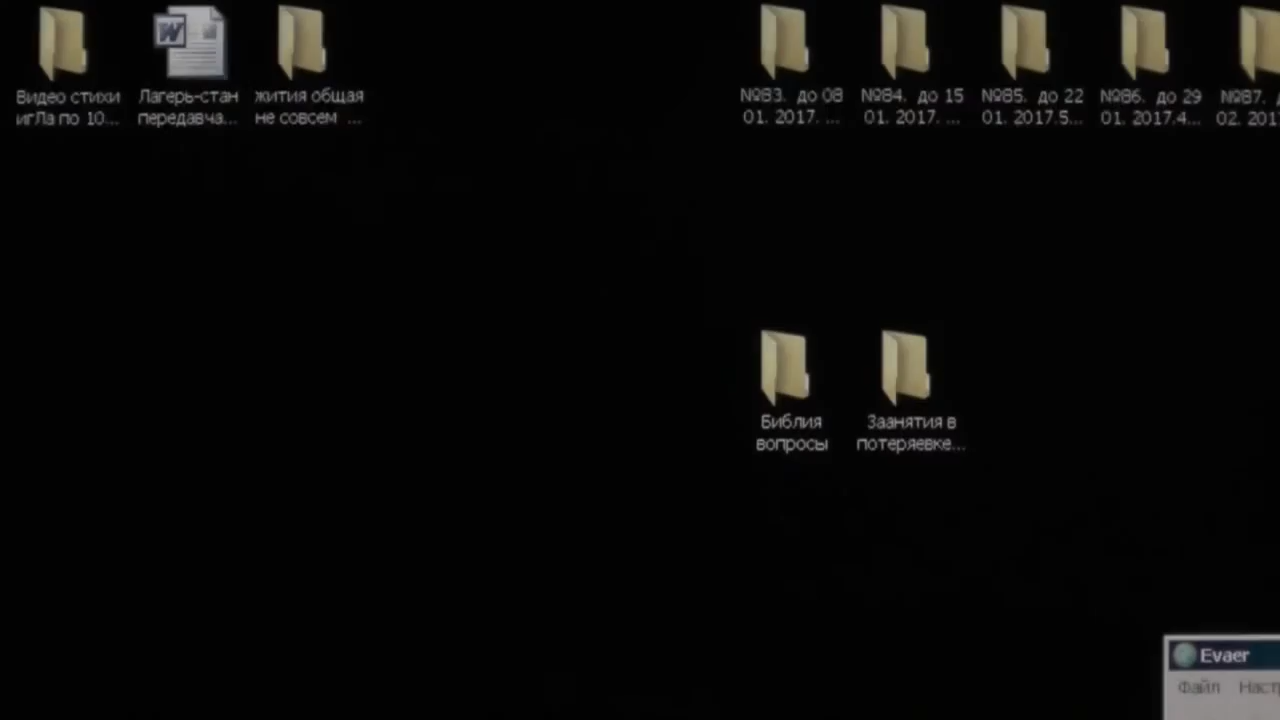 Видео стихи
игЛа по 10...
Лагерь-стан
передавча...
жития общая
не совсем ...
№83. до 08
01. 2017. ...
№84. до 15
01. 2017. ...
№85. до 22
01. 2017.5...
№86. до 29
01. 2017.4...
№87.
02. 201
Библия
вопросы
Заанятия в
потеряевке...
Evaer
Файл Настр